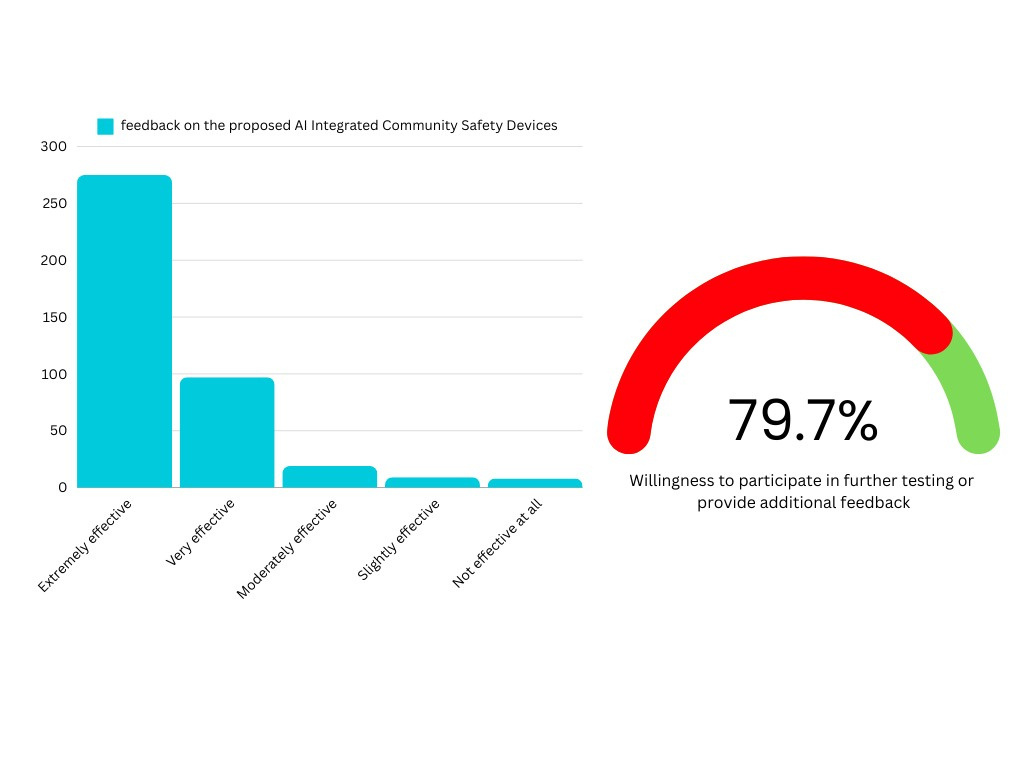 feedback on the proposed AI Integrated Community Safety Devices
300
250
200
150
100
50
0
Extremely effective
Very effective
Moderately effective
Slightly effective
Not effective at all
79.7%
Willingness to participate in further testing or
provide additional feedback